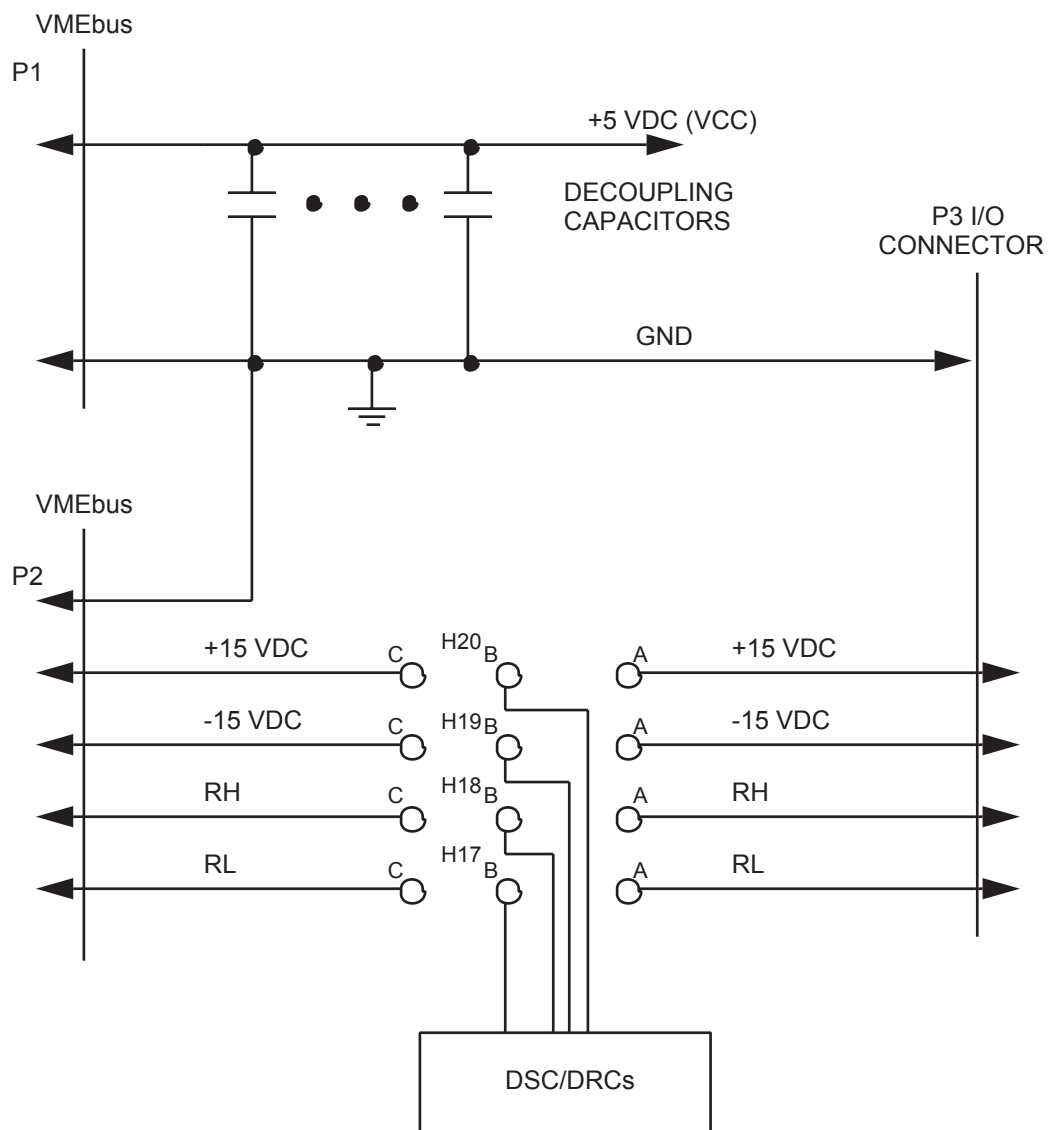 VMEbus
P1
+5 VDC (VCC)
DECOUPLING
CAPACITORS
P3 I/O
CONNECTOR
GND
VMEbus
P2
+15 VDC
C
H20
B
A
+15 VDC
-15 VDC
C
H19
B
A
-15 VDC
RH
C
H18
B
A
RH
RL
C
H17
B
A
RL
DSC/DRCs